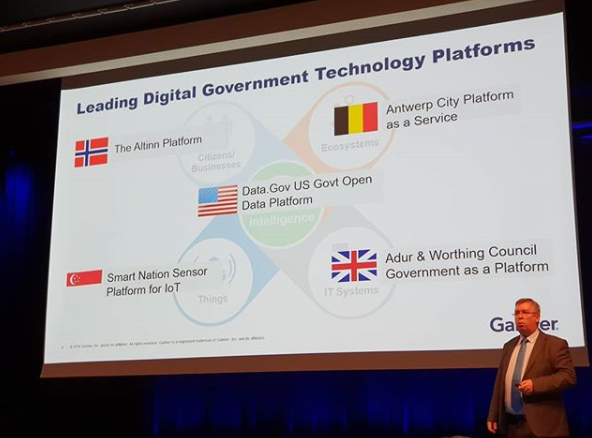 Leading Digital Government Technology Platforms
The Altinn Platform
Citizens/
Businesses
Antwerp City Platform
as a Service
Ecosystems
Data.Gov US Govt Open
Data Platform
Intelligence
Smart Nation Sensor
Platform for IoT
Things
Adur & Worthing Council
Government as a Platform
IT Systems